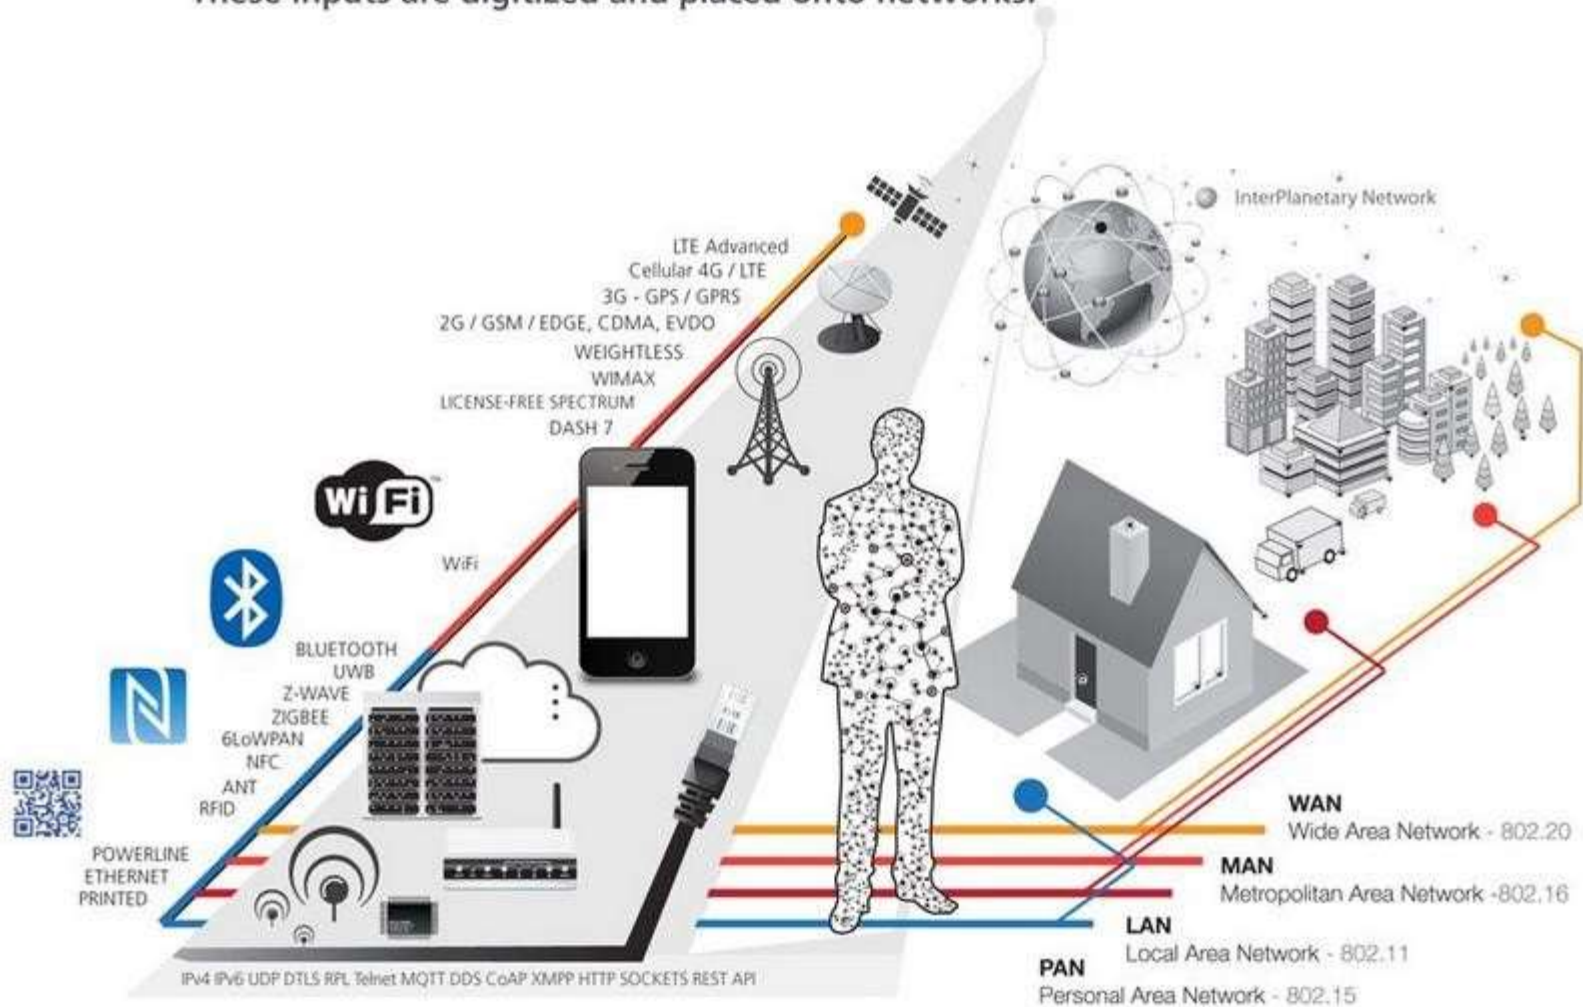 These inputs are digitized and placed onto networks.
InterPlanetary Network
LTE Advanced
Cellular 4G / LTE
3G - GPS / GPRS
2G / GSM / EDGE, CDMA, EVDO
WEIGHTLESS
WIMAX
LICENSE-FREE SPECTRUM
DASH 7
Wi Fi
WiFi
BLUETOOTH
UWB
Z-WAVE
ZIGBEE
6LoWPAN
NFC
ANT
RFID
POWERLINE
ETHERNET
PRINTED
WAN
Wide Area Network - 802.20
MAN
Metropolitan Area Network -802.16
LAN
Local Area Network - 802.11
PAN
Personal Area Network - 802.15
IPv4 IPv6 UDP DTLS RPL Telnet MQTT DDS CoAP XMPP HTTP SOCKETS REST API